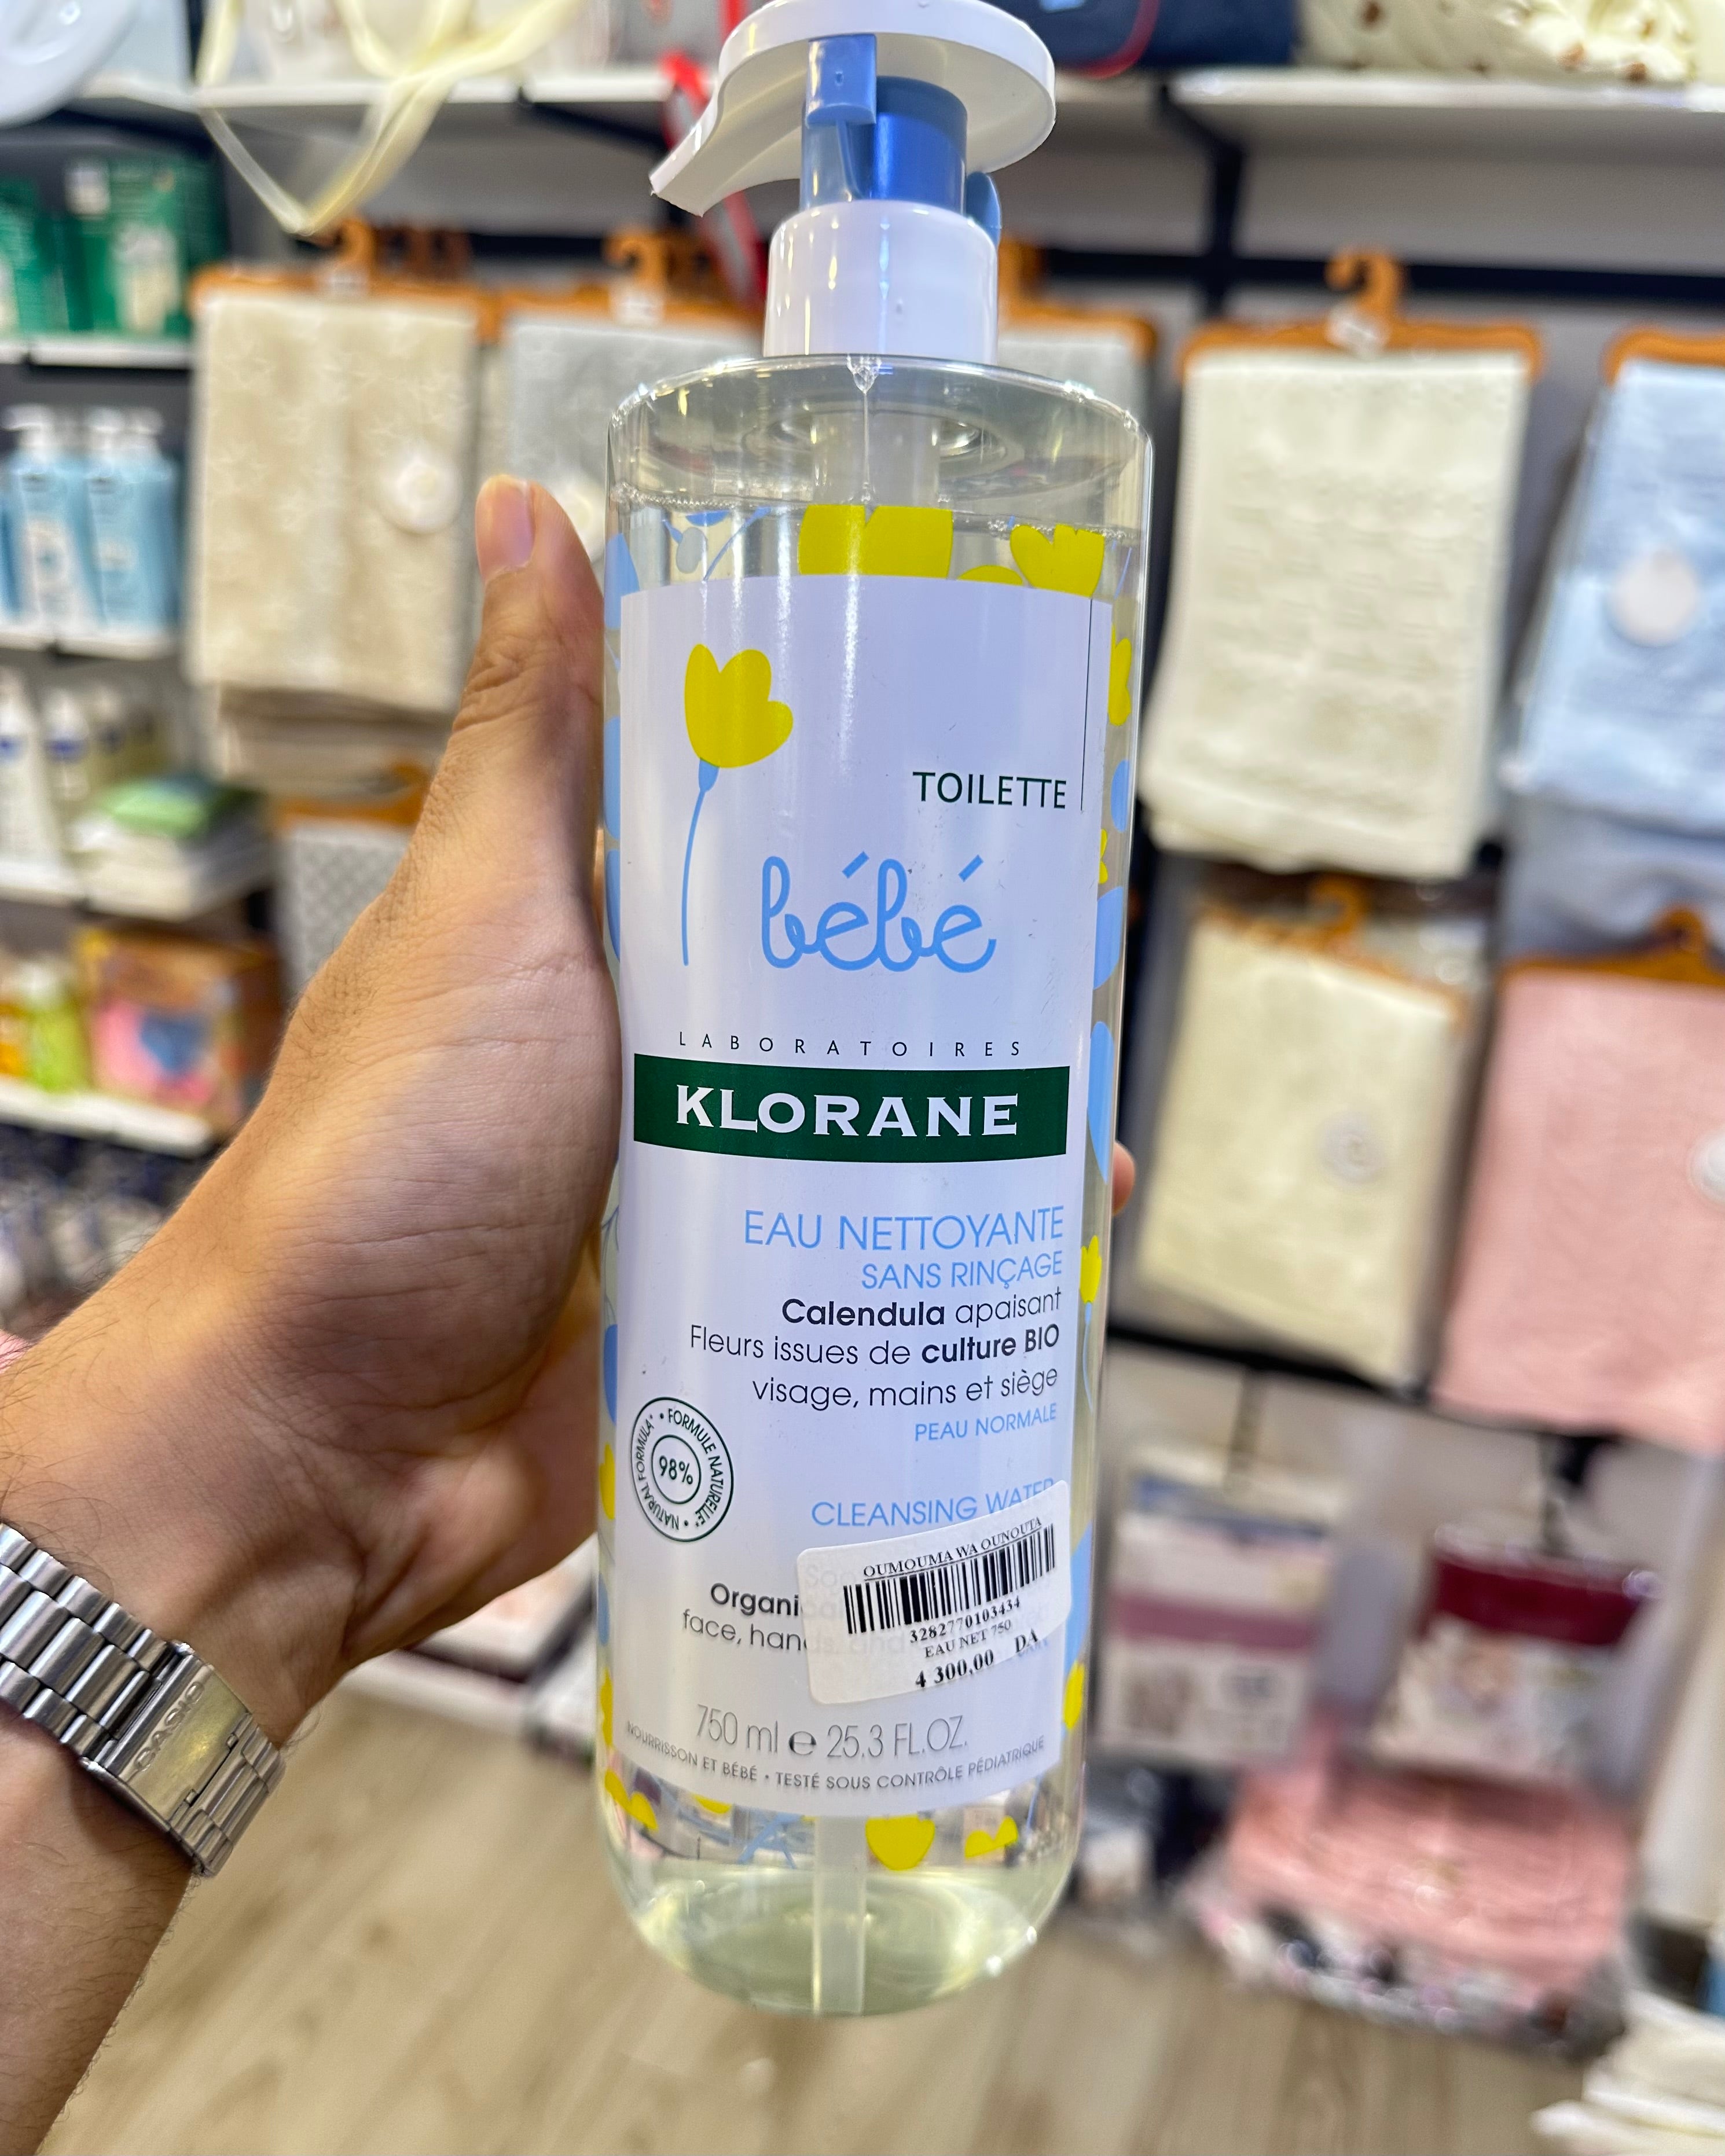 TOILETTE
bébé
LABORATOIRES
KLORANE
EAU NETTOYANTE
SANS RINÇAGE
Calendula apaisant
Fleurs issues de culture BIO
visage, mains et siège
PEAU NORMALE
• FORMULE NATURELLE* • NATURAL FORMULA*
98%
CLEANSING WATER
OUMOUMA WA OUNOUTA
3282770103434
EAU NET 750
4 300,00 DA
face, hands, and
750 ml e 25.3 FL.OZ.
NOURRISSON ET BÉBÉ • TESTÉ SOUS CONTRÔLE PÉDIATRIQUE
CASIO